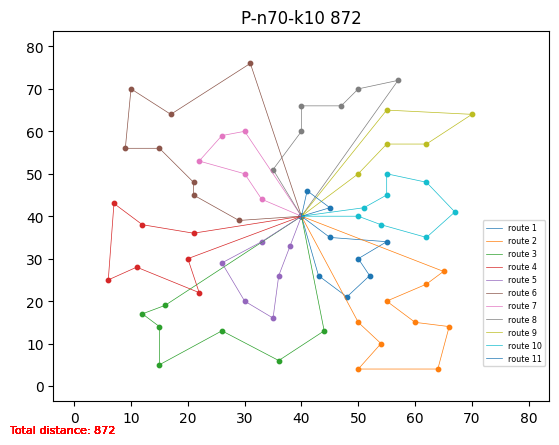 P-n70-k10 872
80
70
60
50
40
30
20
10
0
0 10 20 30 40 50 60 70 80
route 1
route 2
route 3
route 4
route 5
route 6
route 7
route 8
route 9
route 10
route 11
Total distance: 872